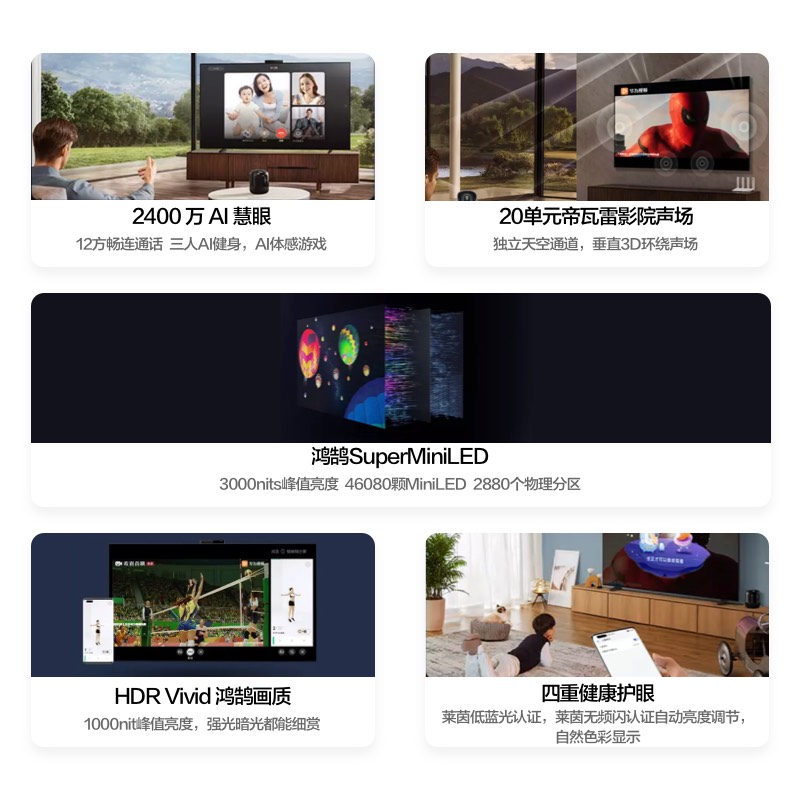 华为视频
2400 万 AI 慧眼
12方畅连通话 三人AI健身，AI体感游戏
20单元帝瓦雷影院声场
独立天空通道，垂直3D环绕声场
鸿鹄SuperMiniLED
3000nits峰值亮度 46080颗MiniLED 2880个物理分区
华为视频
HDR Vivid 鸿鹄画质
1000nit峰值亮度，强光暗光都能细赏
四重健康护眼
莱茵低蓝光认证，莱茵无频闪认证自动亮度调节，
自然色彩显示